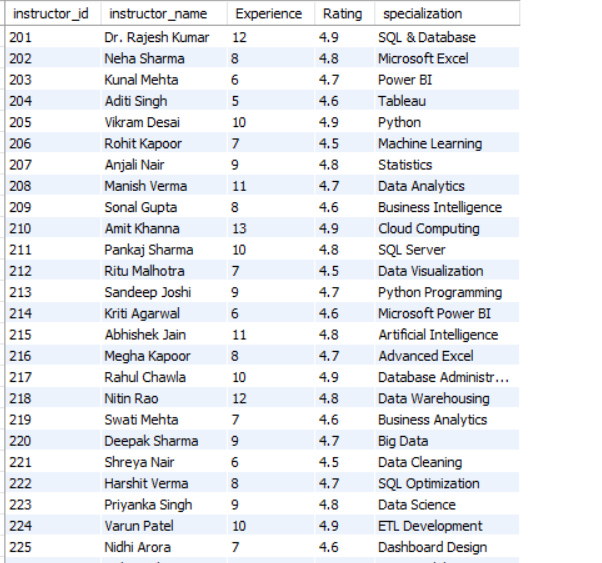 instructor_id instructor_name Experience Rating specialization
201 Dr. Rajesh Kumar 12 4.9 SQL & Database
202 Neha Sharma 8 4.8 Microsoft Excel
203 Kunal Mehta 6 4.7 Power BI
204 Aditi Singh 5 4.6 Tableau
205 Vikram Desai 10 4.9 Python
206 Rohit Kapoor 7 4.5 Machine Learning
207 Anjali Nair 9 4.8 Statistics
208 Manish Verma 11 4.7 Data Analytics
209 Sonal Gupta 8 4.6 Business Intelligence
210 Amit Khanna 13 4.9 Cloud Computing
211 Pankaj Sharma 10 4.8 SQL Server
212 Ritu Malhotra 7 4.5 Data Visualization
213 Sandeep Joshi 9 4.7 Python Programming
214 Kriti Agarwal 6 4.6 Microsoft Power BI
215 Abhishek Jain 11 4.8 Artificial Intelligence
216 Megha Kapoor 8 4.7 Advanced Excel
217 Rahul Chawla 10 4.9 Database Administr...
218 Nitin Rao 12 4.8 Data Warehousing
219 Swati Mehta 7 4.6 Business Analytics
220 Deepak Sharma 9 4.7 Big Data
221 Shreya Nair 6 4.5 Data Cleaning
222 Harshit Verma 8 4.7 SQL Optimization
223 Priyanka Singh 9 4.8 Data Science
224 Varun Patel 10 4.9 ETL Development
225 Nidhi Arora 7 4.6 Dashboard Design